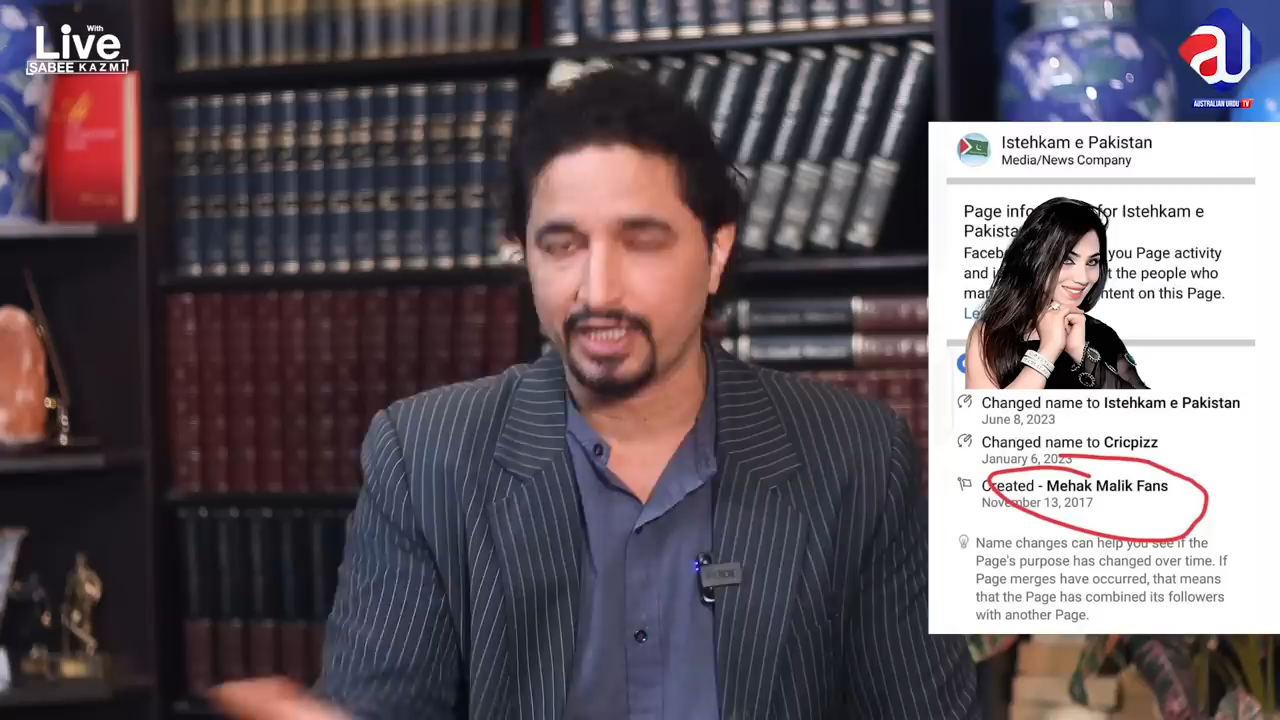 With
Live
SABEE KAZMI
AUSTRALIAN URDU TV
Istehkam e Pakistan
Media/News Company
Page info for Istehkam e
Pakista
Faceb you Page activity
and i t the people who
man ntent on this Page.
Le
Changed name to Istehkam e Pakistan
June 8, 2023
Changed name to Cricpizz
January 6, 2023
Created - Mehak Malik Fans
November 13, 2017
Name changes can help you see if the
Page's purpose has changed over time. If
Page merges have occurred, that means
that the Page has combined its followers
with another Page.